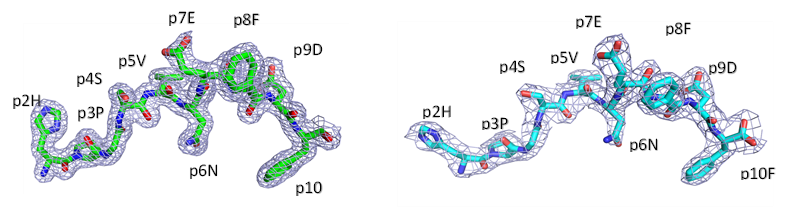 p7E
p8F
p5V
p9D
p4S
p2H
p3P
p6N
p10
p7E
p8F
p5V
p4S
p9D
p2H
p3P
p6N
p10F